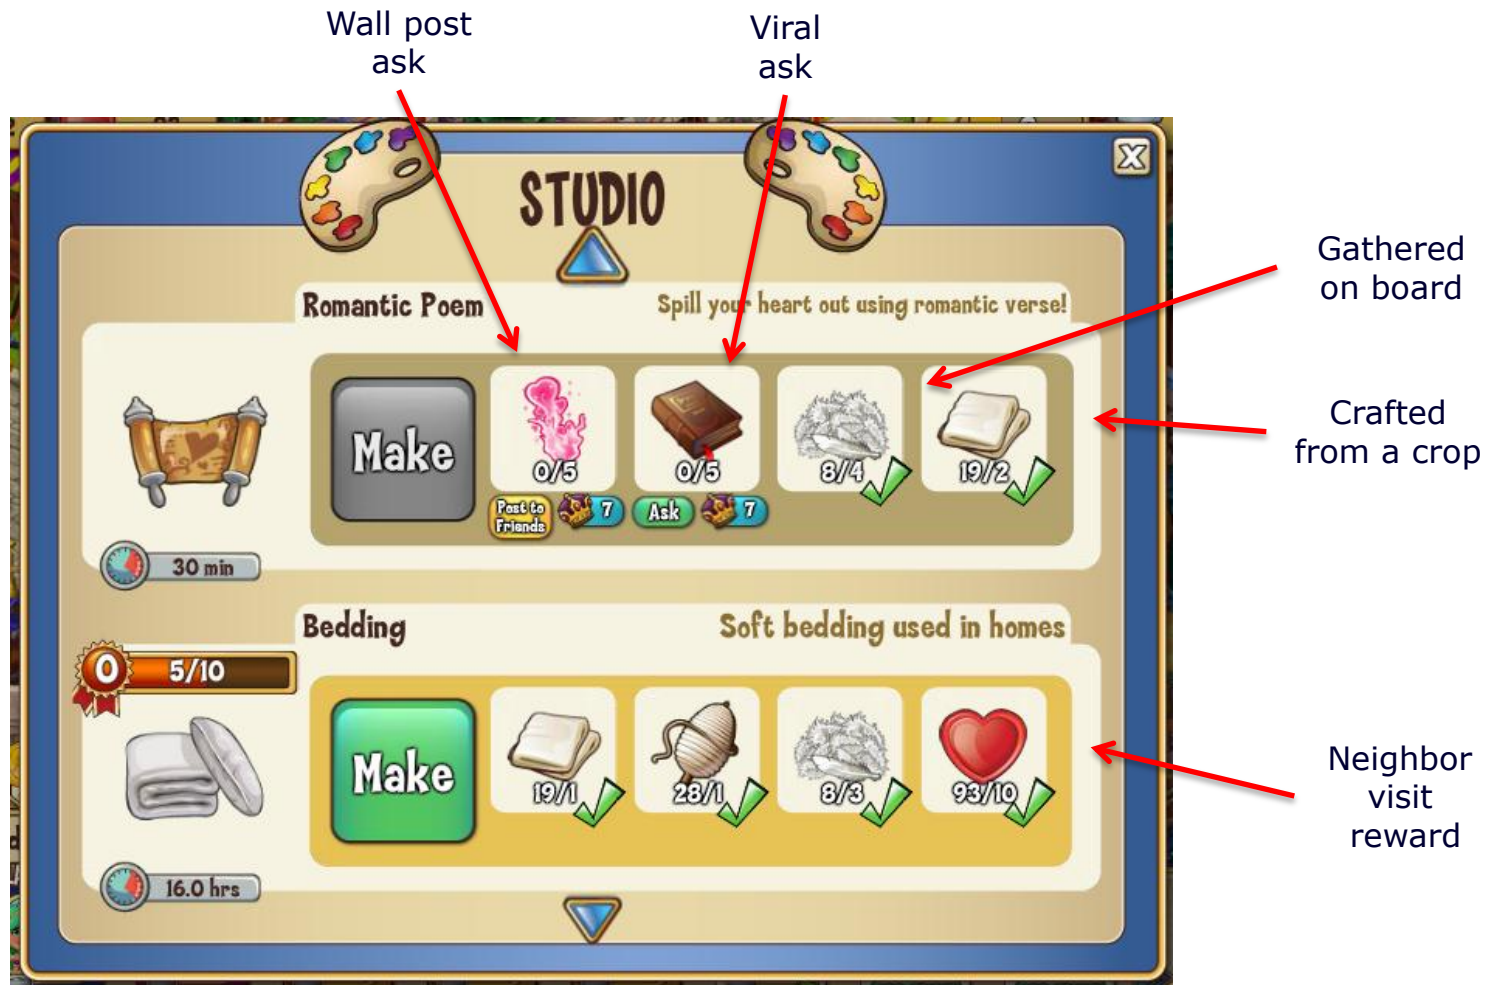 Wall post
ask
Viral
ask
STUDIO
Gathered
on board
Romantic Poem
Spill your heart out using romantic verse!
Make
0/5
0/5
8/4
19/2
Crafted
from a crop
Post to
Friends
7
Ask
7
30 min
Bedding
Soft bedding used in homes
0
5/10
Make
19/1
28/1
8/3
93/10
Neighbor
visit
reward
16.0 hrs